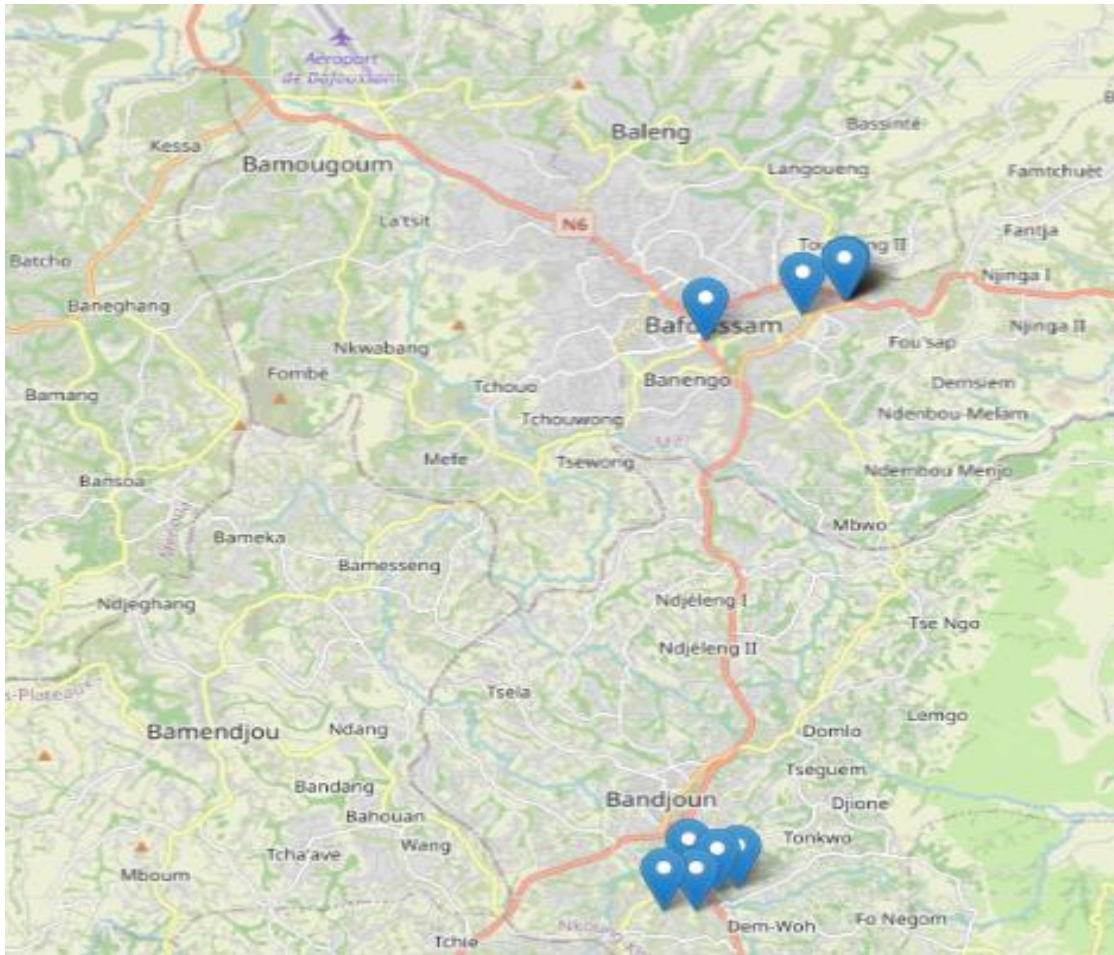 Aéroport
de Bafoussam
Kessa
Bamougoum
Baleng
Bassinté
Langoueng
Famtchuèt
La'tsit
N6
Fantja
Batcho
Njinga I
Baneghang
Bafoussam
Njinga II
Fou'sap
Nkwabang
Fombé
Tchouo
Banengo
Demsiem
Bamang
Tchouwong
Ndenbou-Melam
Mefe
Tsewong
Ndembou Menjo
Bansoa
Bameka
Mbwo
Bamesseng
Ndjeghang
Ndjéleng I
Tse Ngo
Ndjéleng II
Tsela
Lemgo
Bamendjou
Ndang
Domlo
Tséguem
Bandang
Bandjoun
Djione
Bahouan
Tonkwo
Wang
Tcha'ave
Mboum
Dem-Woh
Fo Negom
Tchie